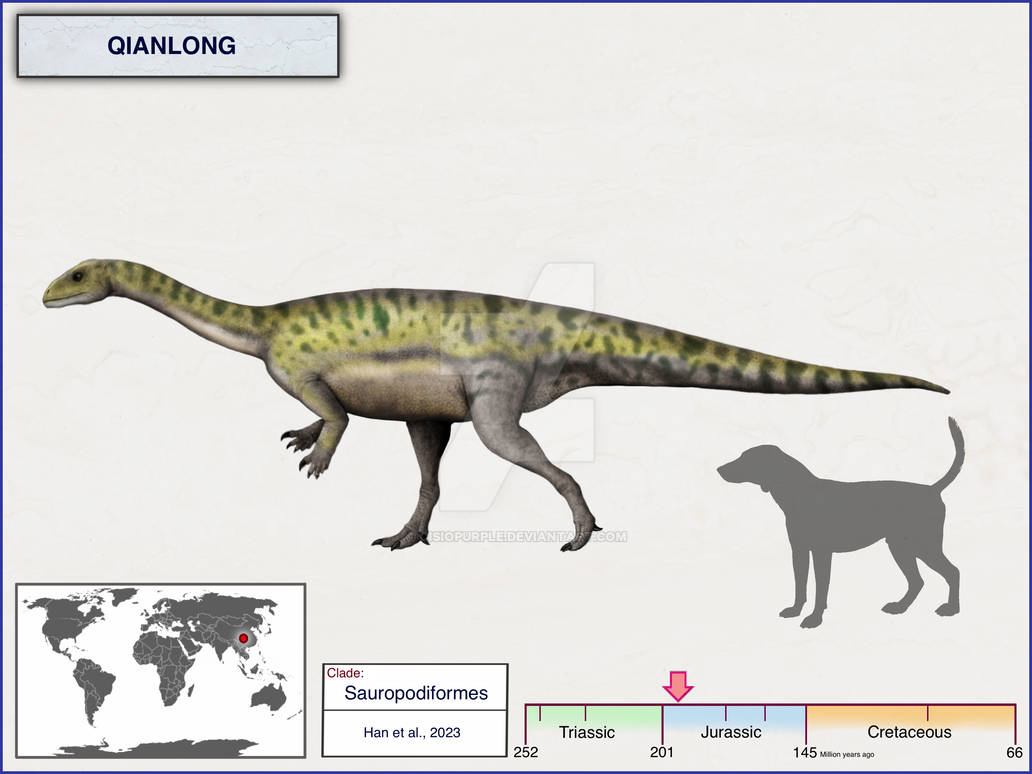 QIANLONG
Clade:
Sauropodiformes
Han et al., 2023
Triassic
Jurassic
Cretaceous
252
201
145 Million years ago
66